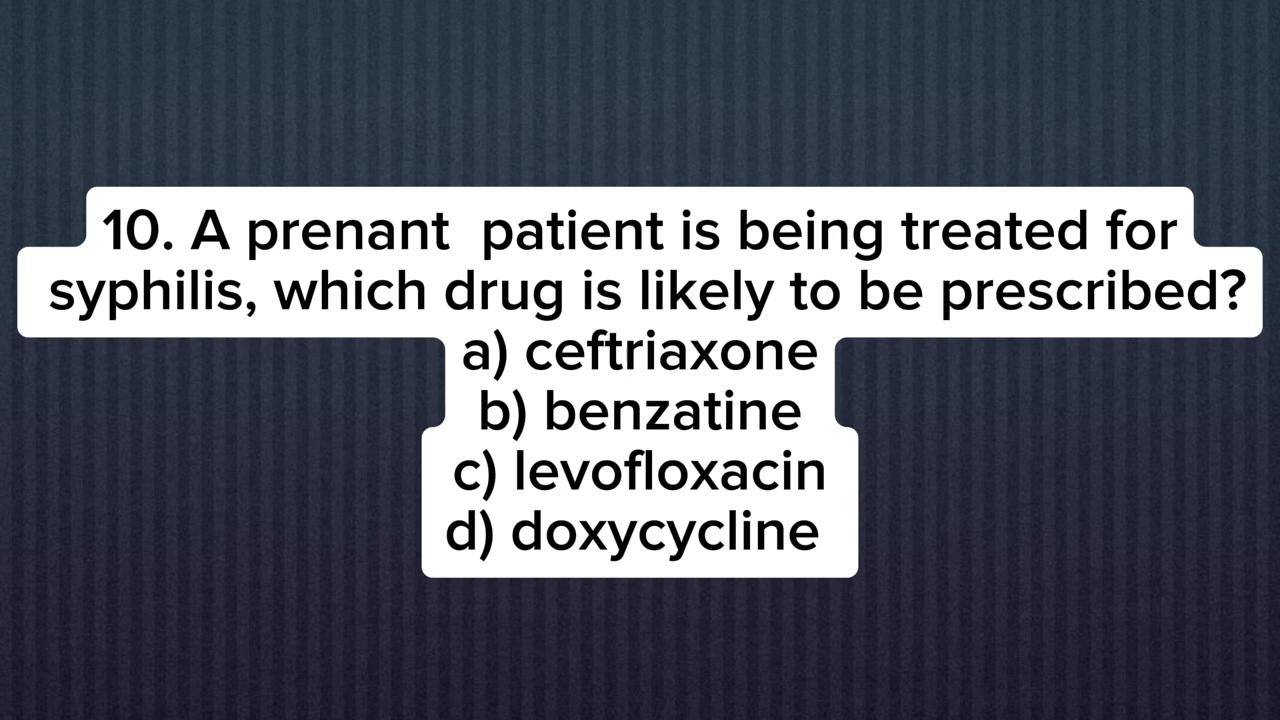 10. A prenant  patient is being treated for
syphilis, which drug is likely to be prescribed?
a) ceftriaxone
b) benzatine
c) levofloxacin
d) doxycycline